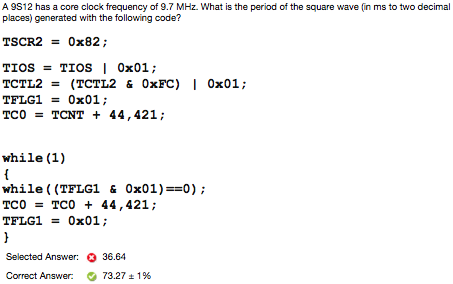 A 9S12 has a core clock frequency of 9.7 MHz. What is the period of the square wave (in ms to two decimal
places) generated with the following code?
TSCR2 = 0x82;
TIOS = TIOS | 0x01;
TCTL2 = (TCTL2 & 0xFC) | 0x01;
TFLG1 = 0x01;
TC0 = TCNT + 44,421;
while(1)
{
while((TFLG1 & 0x01)==0);
TC0 = TC0 + 44,421;
TFLG1 = 0x01;
}
Selected Answer: 36.64
Correct Answer: 73.27 ± 1%